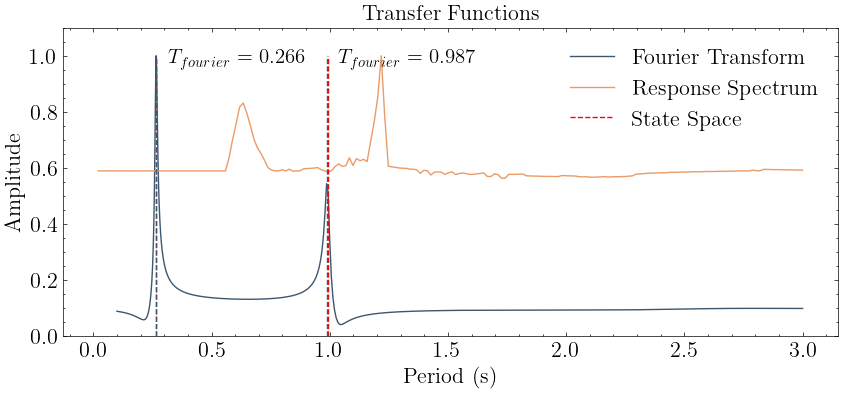 Transfer Functions
T_fourier = 0.266
T_fourier = 0.987
Fourier Transform
Response Spectrum
State Space
Amplitude
1.0
0.8
0.6
0.4
0.2
0.0
0.0 0.5 1.0 1.5 2.0 2.5 3.0
Period (s)